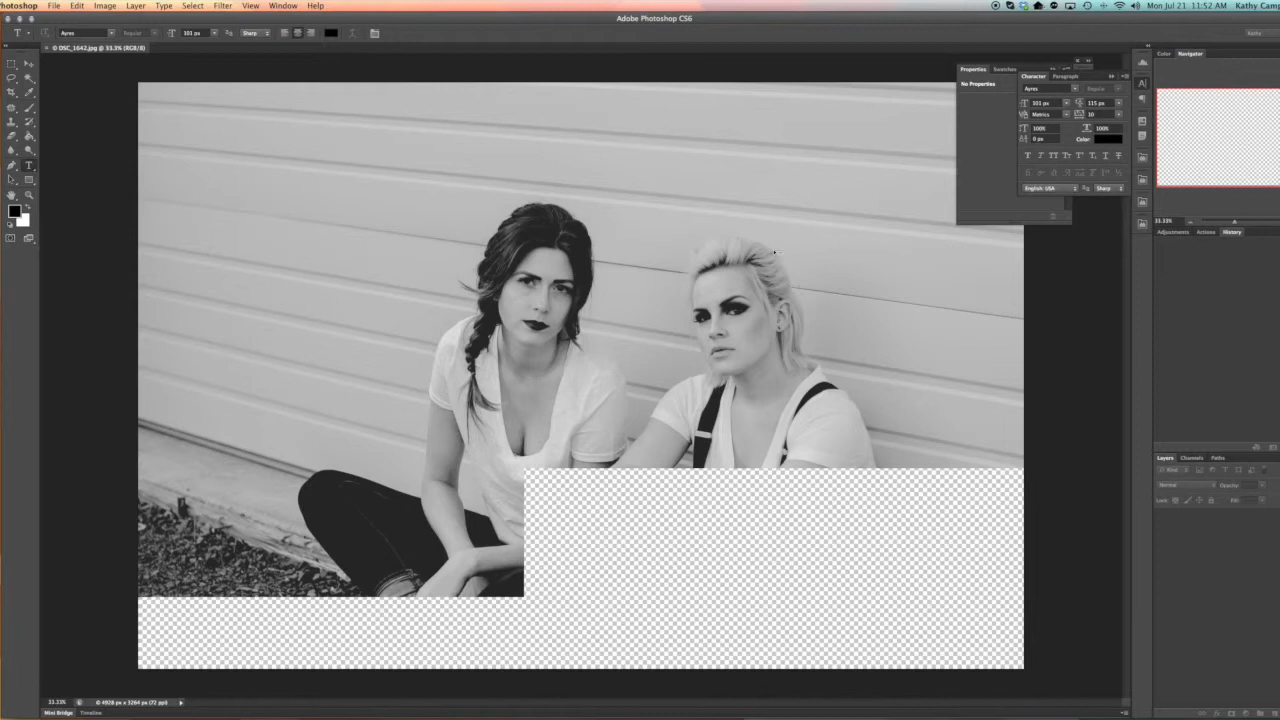 Photoshop File Edit Image Layer Type Select Filter View Window Help Mon Jul 21 11:52 AM Kathy Camp
Adobe Photoshop CS6
T Ayres Regular 101 px Sharp Kathy
× © DSC_1642.jpg @ 33.3% (RGB/8)
Color Navigator
Properties Swatches
Character Paragraph
No Properties
Ayres Regular
101 px 115 px
Metrics 10
100% 100%
0 px Color:
English: USA Sharp
33.33%
Adjustments Actions History
Layers Channels Paths
Kind
Normal Opacity:
Lock: Fill:
33.33% © 4928 px x 3264 px (72 ppi)
Mini Bridge Timeline